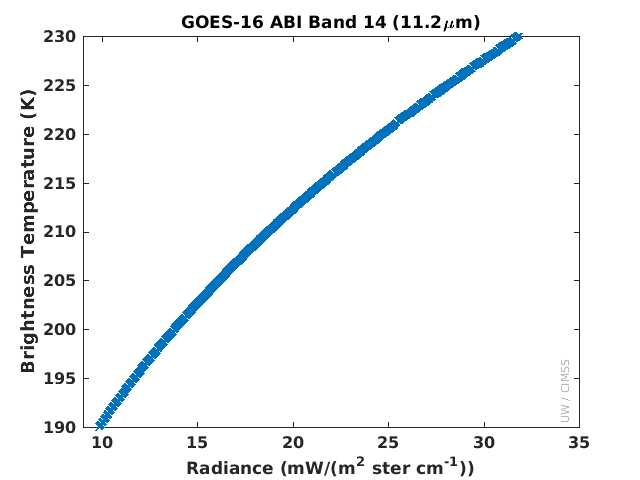 GOES-16 ABI Band 14 (11.2μm)
230
225
220
215
210
205
200
195
190
Brightness Temperature (K)
10 15 20 25 30 35
Radiance (mW/(m² ster cm⁻¹))
UW / CIMSS